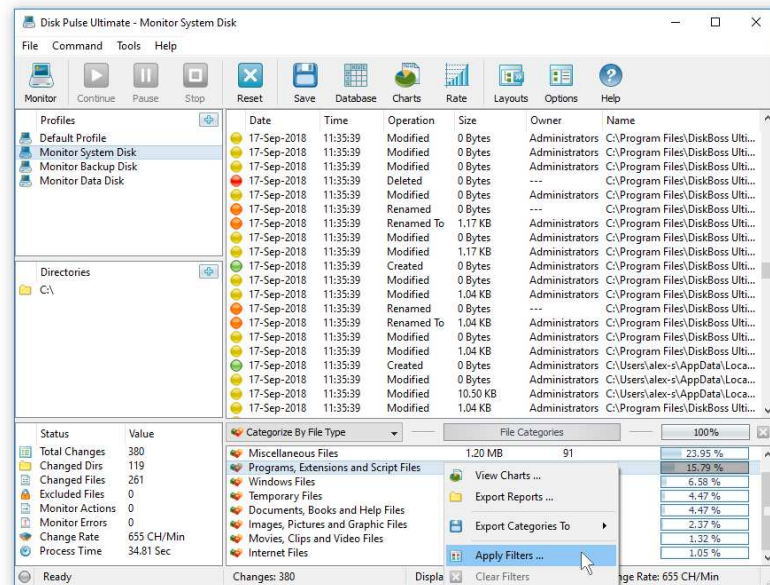 Disk Pulse Ultimate - Monitor System Disk
File Command Tools Help
Monitor Continue Pause Stop Reset Save Database Charts Rate Layouts Options Help
Profiles
Default Profile
Monitor System Disk
Monitor Backup Disk
Monitor Data Disk
Directories
C:\
Date Time Operation Size Owner Name
17-Sep-2018 11:35:39 Modified 0 Bytes Administrators C:\Program Files\DiskBoss Ulti...
17-Sep-2018 11:35:39 Modified 0 Bytes Administrators C:\Program Files\DiskBoss Ulti...
17-Sep-2018 11:35:39 Modified 0 Bytes Administrators C:\Program Files\DiskBoss Ulti...
17-Sep-2018 11:35:39 Deleted 0 Bytes --- C:\Program Files\DiskBoss Ulti...
17-Sep-2018 11:35:39 Modified 0 Bytes Administrators C:\Program Files\DiskBoss Ulti...
17-Sep-2018 11:35:39 Renamed 0 Bytes --- C:\Program Files\DiskBoss Ulti...
17-Sep-2018 11:35:39 Renamed To 1.17 KB Administrators C:\Program Files\DiskBoss Ulti...
17-Sep-2018 11:35:39 Modified 0 Bytes Administrators C:\Program Files\DiskBoss Ulti...
17-Sep-2018 11:35:39 Modified 1.17 KB Administrators C:\Program Files\DiskBoss Ulti...
17-Sep-2018 11:35:39 Created 0 Bytes Administrators C:\Program Files\DiskBoss Ulti...
17-Sep-2018 11:35:39 Modified 0 Bytes Administrators C:\Program Files\DiskBoss Ulti...
17-Sep-2018 11:35:39 Modified 1.04 KB Administrators C:\Program Files\DiskBoss Ulti...
17-Sep-2018 11:35:39 Renamed 0 Bytes --- C:\Program Files\DiskBoss Ulti...
17-Sep-2018 11:35:39 Renamed To 1.04 KB Administrators C:\Program Files\DiskBoss Ulti...
17-Sep-2018 11:35:39 Modified 0 Bytes Administrators C:\Program Files\DiskBoss Ulti...
17-Sep-2018 11:35:39 Modified 1.04 KB Administrators C:\Program Files\DiskBoss Ulti...
17-Sep-2018 11:35:39 Created 0 Bytes Administrators C:\Users\alex-s\AppData\Loca...
17-Sep-2018 11:35:39 Modified 0 Bytes Administrators C:\Users\alex-s\AppData\Loca...
17-Sep-2018 11:35:39 Modified 10.50 KB Administrators C:\Users\alex-s\AppData\Loca...
17-Sep-2018 11:35:39 Modified 1.04 KB Administrators C:\Program Files\DiskBoss Ulti...
Status Value
Total Changes 380
Changed Dirs 119
Changed Files 261
Excluded Files 0
Monitor Actions 0
Monitor Errors 0
Change Rate 655 CH/Min
Process Time 34.81 Sec
Categorize By File Type File Categories 100%
Miscellaneous Files 1.20 MB 91 23.95 %
Programs, Extensions and Script Files 15.79 %
Windows Files 6.58 %
Temporary Files 4.47 %
Documents, Books and Help Files 4.47 %
Images, Pictures and Graphic Files 2.37 %
Movies, Clips and Video Files 1.32 %
Internet Files 1.05 %
View Charts ...
Export Reports ...
Export Categories To
Apply Filters ...
Clear Filters
Ready Changes: 380 Displa nge Rate: 655 CH/Min